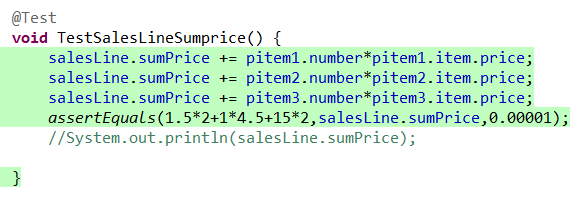 @Test
void TestSalesLineSumprice() {
    salesLine.sumPrice += pitem1.number*pitem1.item.price;
    salesLine.sumPrice += pitem2.number*pitem2.item.price;
    salesLine.sumPrice += pitem3.number*pitem3.item.price;
    assertEquals(1.5*2+1*4.5+15*2,salesLine.sumPrice,0.00001);
    //System.out.println(salesLine.sumPrice);
}